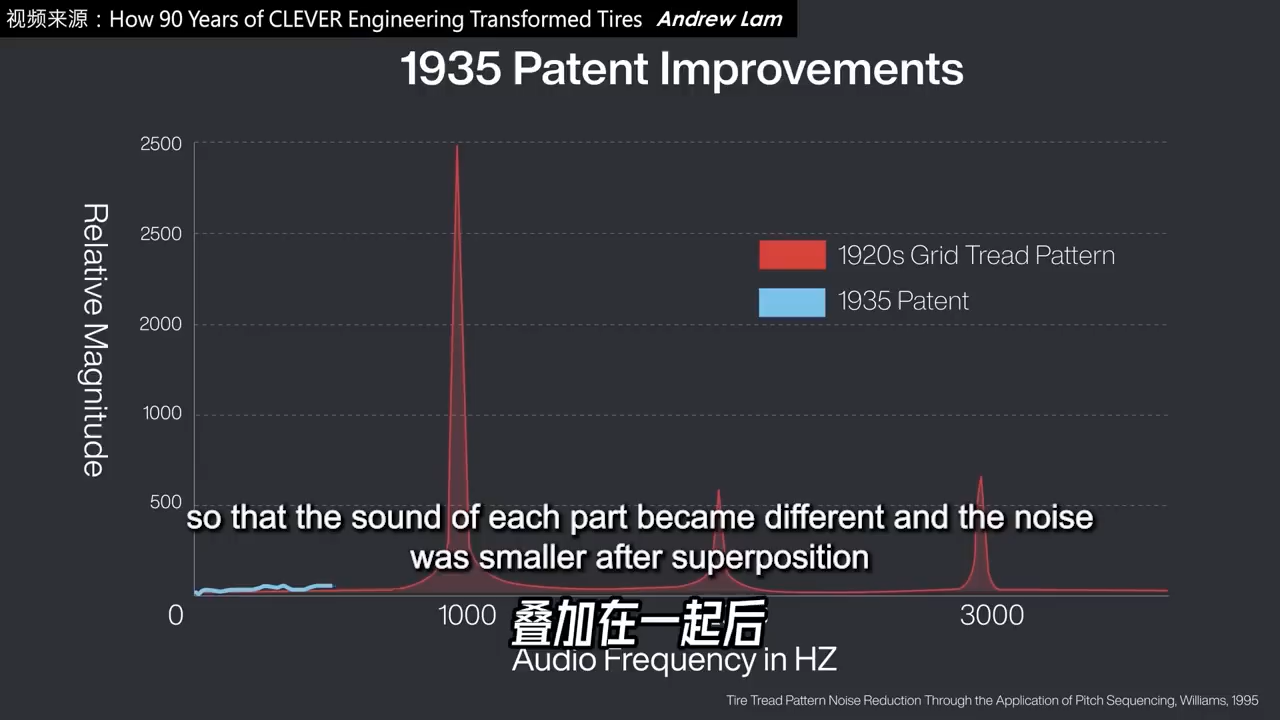 视频来源：How 90 Years of CLEVER Engineering Transformed Tires Andrew Lam
1935 Patent Improvements
2500
2500
2000
1000
500
Relative Magnitude
1920s Grid Tread Pattern
1935 Patent
so that the sound of each part became different and the noise
was smaller after superposition
0
1000
3000
叠加在一起后
Audio Frequency in HZ
Tire Tread Pattern Noise Reduction Through the Application of Pitch Sequencing, Williams, 1995